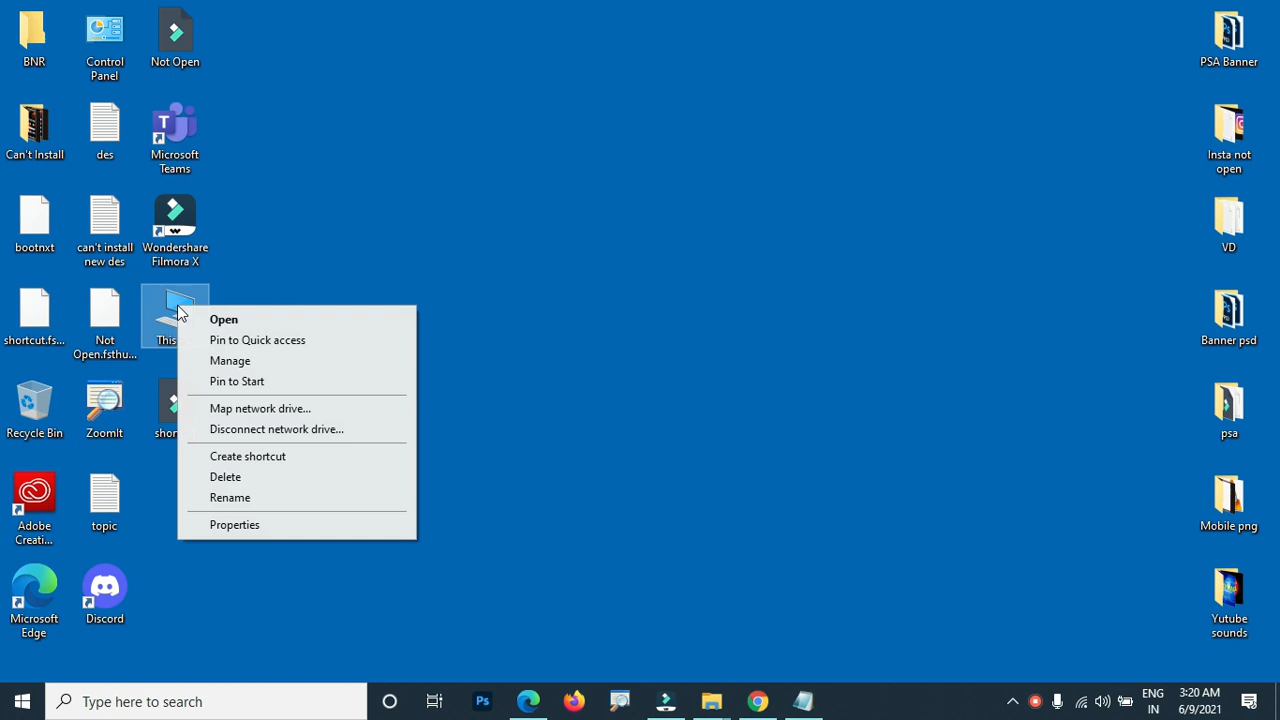 BNR
Control
Panel
Not Open
Can't Install
des
Microsoft
Teams
bootnxt
can't install
new des
Wondershare
Filmora X
shortcut.fs...
Not
Open.fsthu...
This
Recycle Bin
ZoomIt
shor
Adobe
Creati...
topic
Microsoft
Edge
Discord
Open
Pin to Quick access
Manage
Pin to Start
Map network drive...
Disconnect network drive...
Create shortcut
Delete
Rename
Properties
PSA Banner
Insta not
open
VD
Banner psd
psa
Mobile png
Yutube
sounds
Type here to search
Ps
ENG
IN
3:20 AM
6/9/2021